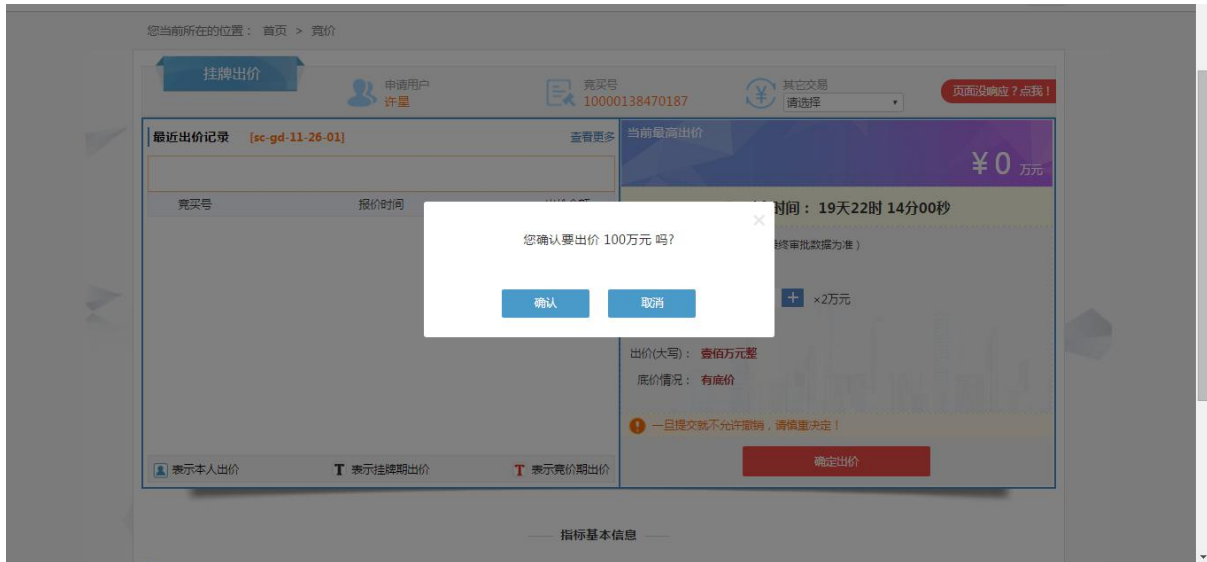 您当前所在的位置： 首页 > 竞价
挂牌出价
申请用户
许星
竞买号
10000138470187
其它交易
请选择
页面没响应？点我！
最近出价记录 [sc-gd-11-26-01] 查看更多
当前最高出价
¥0 万元
竞买号 报价时间
时间： 19天22时 14分00秒
终审批数据为准）
×
您确认要出价 100万元 吗?
确认 取消
+ ×2万元
出价(大写)： 壹佰万元整
底价情况： 有底价
一旦提交就不允许撤销，请慎重决定！
确定出价
表示本人出价 T 表示挂牌期出价 T 表示竞价期出价
指标基本信息